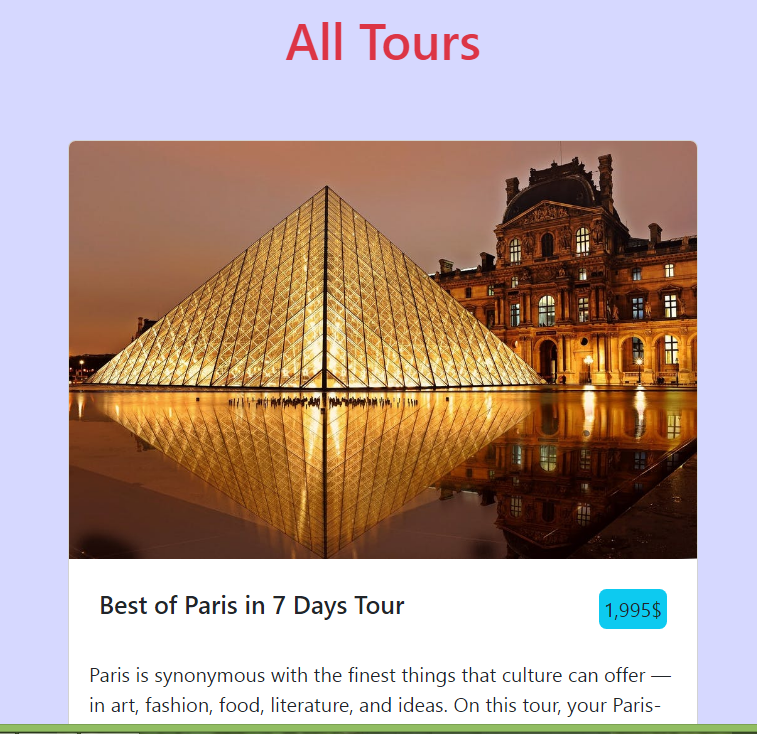 All Tours
Best of Paris in 7 Days Tour
1,995$
Paris is synonymous with the finest things that culture can offer —
in art, fashion, food, literature, and ideas. On this tour, your Paris-